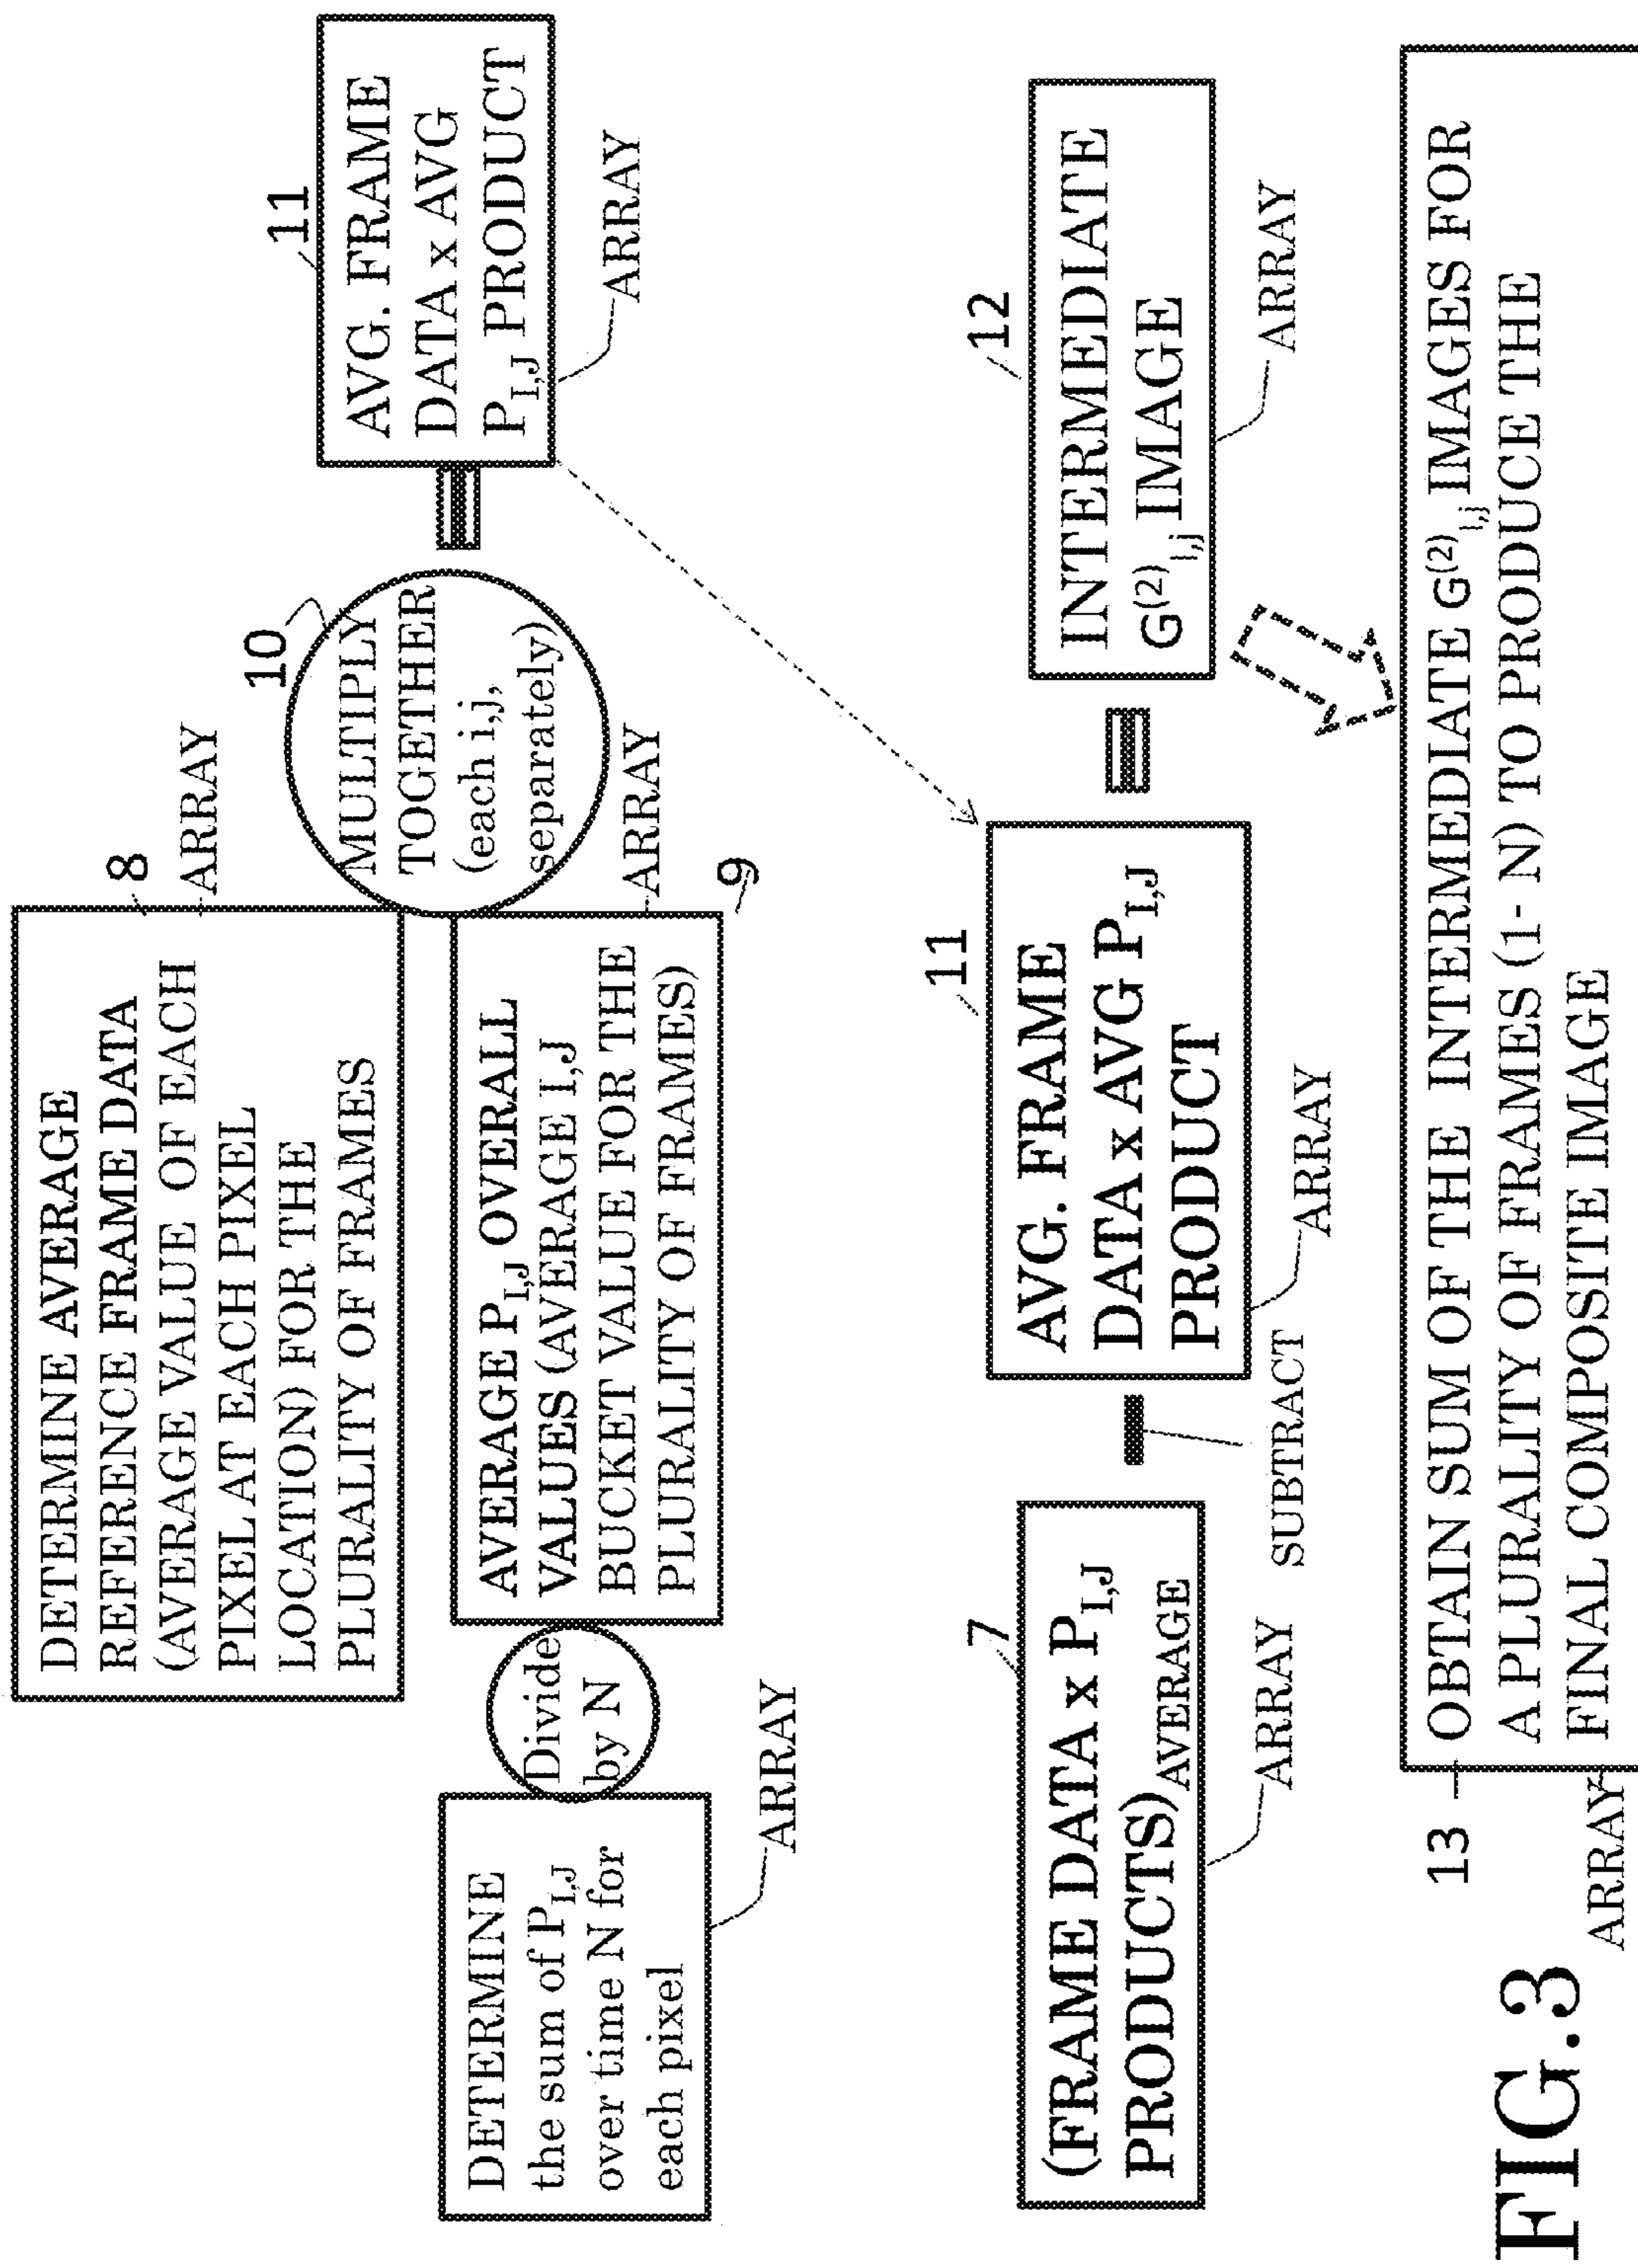 8
DETERMINE AVERAGE
REFERENCE FRAME DATA
(AVERAGE VALUE OF EACH
PIXEL AT EACH PIXEL
LOCATION) FOR THE
PLURALITY OF FRAMES
ARRAY
DETERMINE
the sum of P I,J
over time N for
each pixel
ARRAY
Divide
by N
AVERAGE P I,J OVERALL
VALUES (AVERAGE I,J
BUCKET VALUE FOR THE
PLURALITY OF FRAMES)
ARRAY
9
10
MULTIPLY
TOGETHER
(each i,j,
separately)
11
AVG. FRAME
DATA x AVG
P I,J PRODUCT
ARRAY
7
(FRAME DATA x P I,J
PRODUCTS) AVERAGE
ARRAY
SUBTRACT
11
AVG. FRAME
DATA x AVG P I,J
PRODUCT
ARRAY
12
INTERMEDIATE
G(2) I,j IMAGE
ARRAY
13
OBTAIN SUM OF THE INTERMEDIATE G(2) I,j IMAGES FOR
A PLURALITY OF FRAMES (1- N) TO PRODUCE THE
FINAL COMPOSITE IMAGE
ARRAY
FIG.3